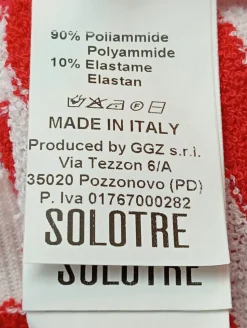 90% Poliammide
Polyammide
10% Elastame
Elastan
MADE IN ITALY
Produced by GGZ s.r.i.
Via Tezzon 6/A
35020 Pozzonovo (PD)
P. Iva 01767000282
SOLOTRE
SOLOTRE